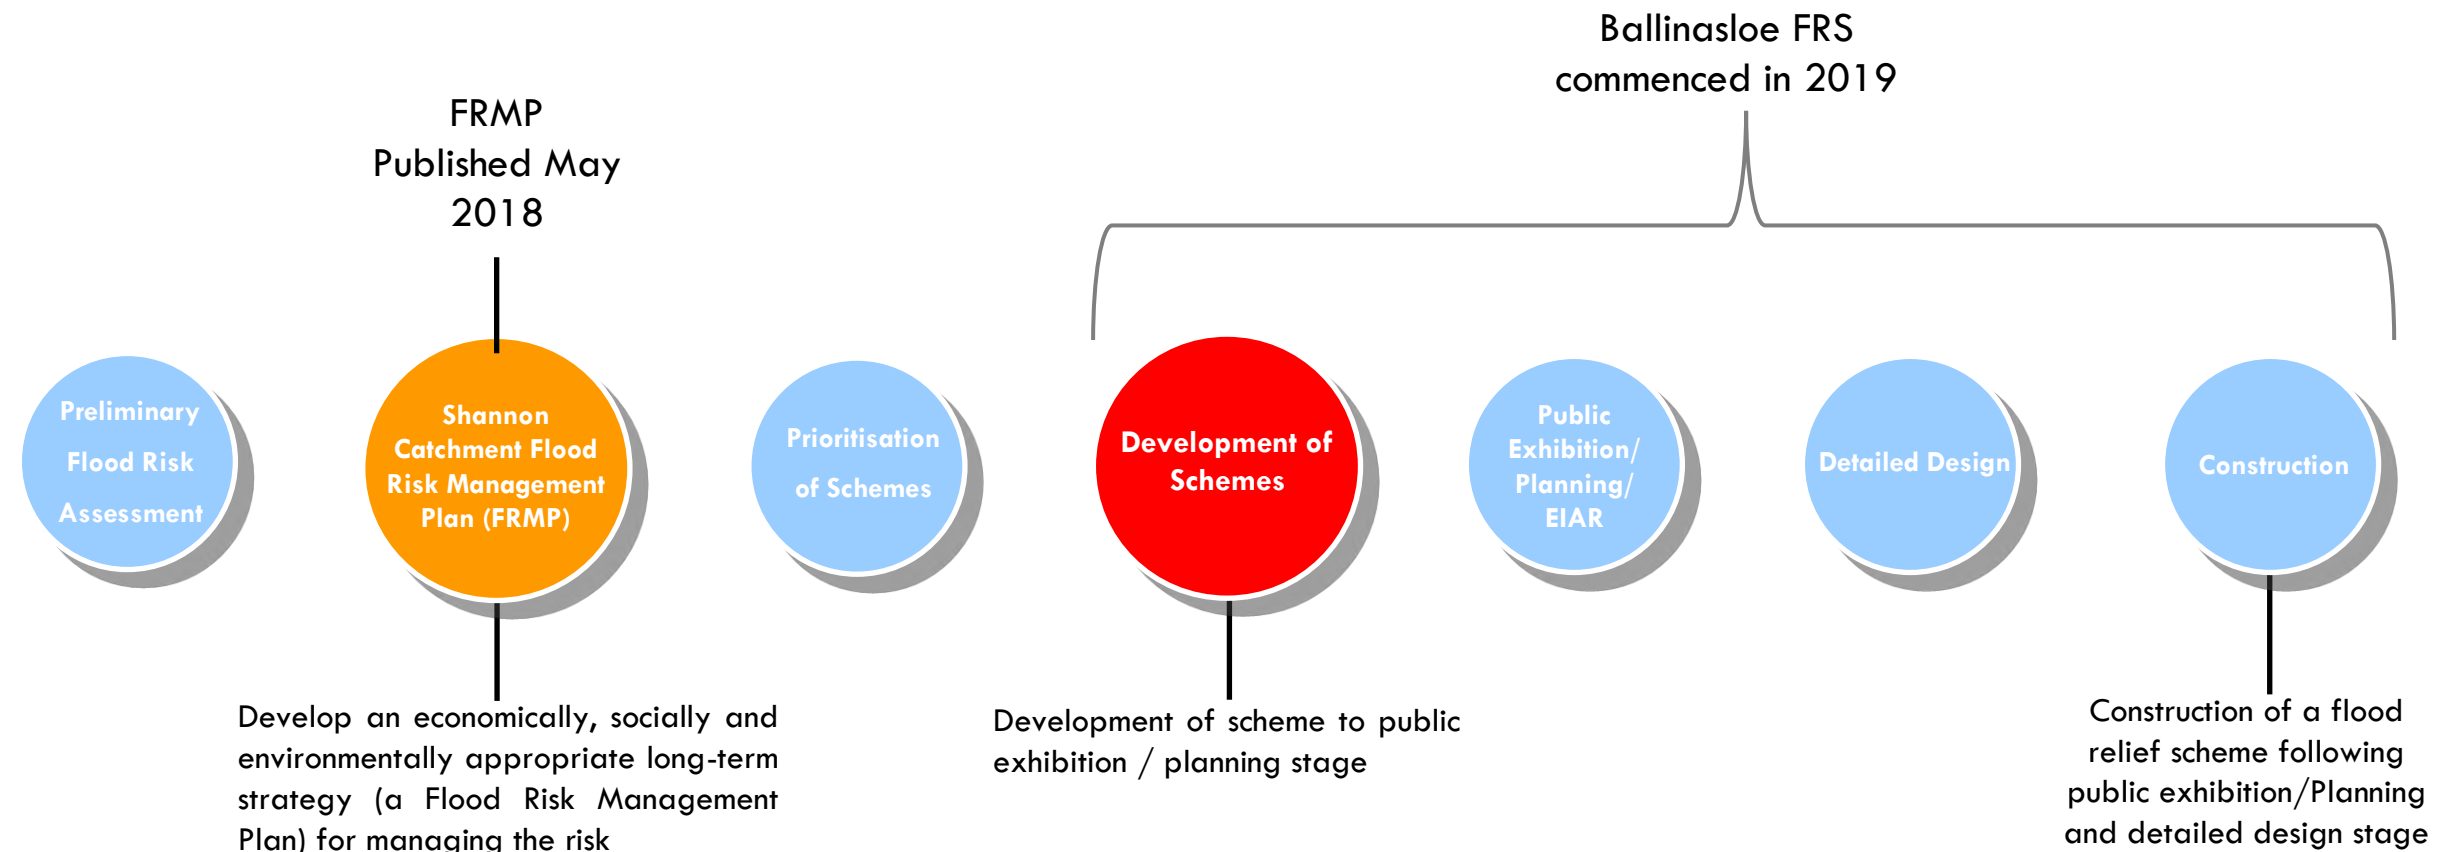 Ballinasloe FRS
commenced in 2019
FRMP
Published May
2018
Preliminary
Flood Risk
Assessment
Shannon
Catchment Flood
Risk Management
Plan (FRMP)
Prioritisation
of Schemes
Development of
Schemes
Public
Exhibition/
Planning/
EIAR
Detailed Design
Construction
Develop an economically, socially and
environmentally appropriate long-term
strategy (a Flood Risk Management
Plan) for managing the risk
Development of scheme to public
exhibition / planning stage
Construction of a flood
relief scheme following
public exhibition/Planning
and detailed design stage